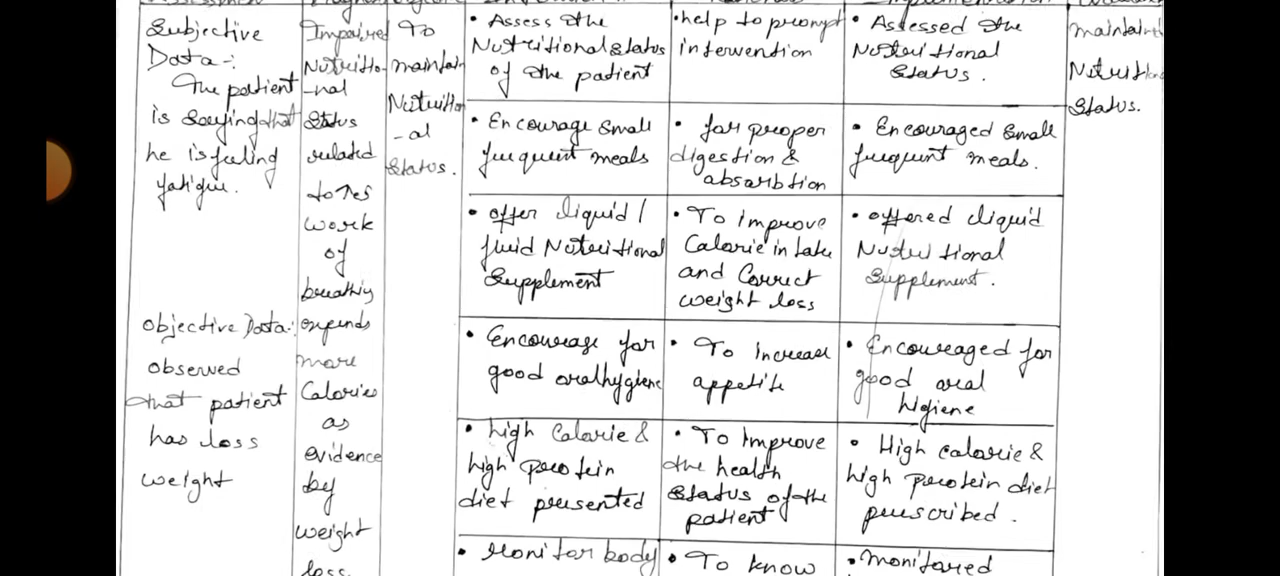 Subjective
Data:-
The patient
is saying that
he is feeling
fatigue.
Objective Data:-
observed
that patient
has loss
weight
Impaired
Nutritio-
-nal
Status
related
to
work
of
breathing
expends
more
Calories
as
evidence
by
weight
loss
To
maintain
Nutrition
-al
Status.
• Assess the
Nutritional status
of the patient
• help to prompt
intervention
• Assessed the
Nutritional
Status.
• Encourage small
frequent meals
• for proper
digestion &
absorbtion
• Encouraged small
frequent meals.
• offer liquid /
fluid Nutritional
Supplement
• To improve
Calorie intake
and Correct
weight loss
• offered liquid
Nutritional
Supplement.
• Encourage for
good oralhygiene
• To increase
appetite
• Encouraged for
good oral
higiene
• high Calorie &
high protein
diet presented
• To improve
the health
status of the
patient
• High calorie &
high protein diet
prescribed.
• Monitor body
• To know
• monitored
Nutrition
Status.